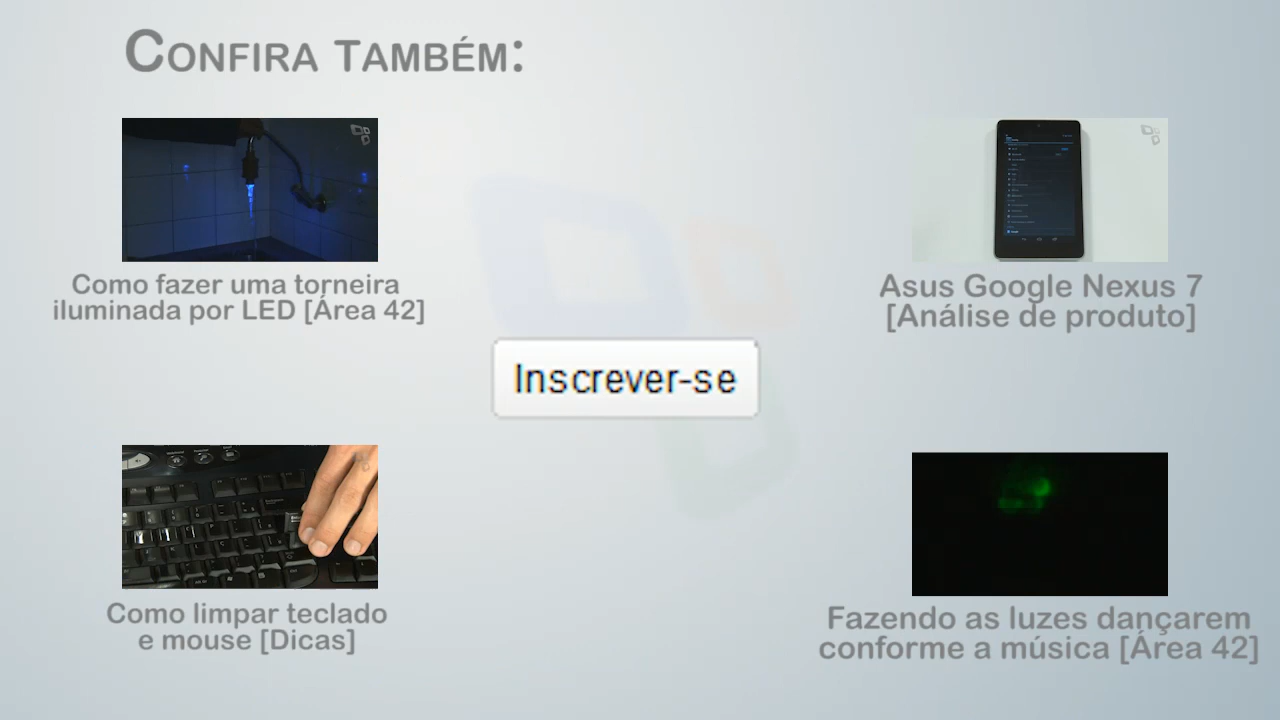 Confira Também:
Como fazer uma torneira
iluminada por LED [Área 42]
Asus Google Nexus 7
[Análise de produto]
Inscrever-se
Como limpar teclado
e mouse [Dicas]
Fazendo as luzes dançarem
conforme a música [Área 42]